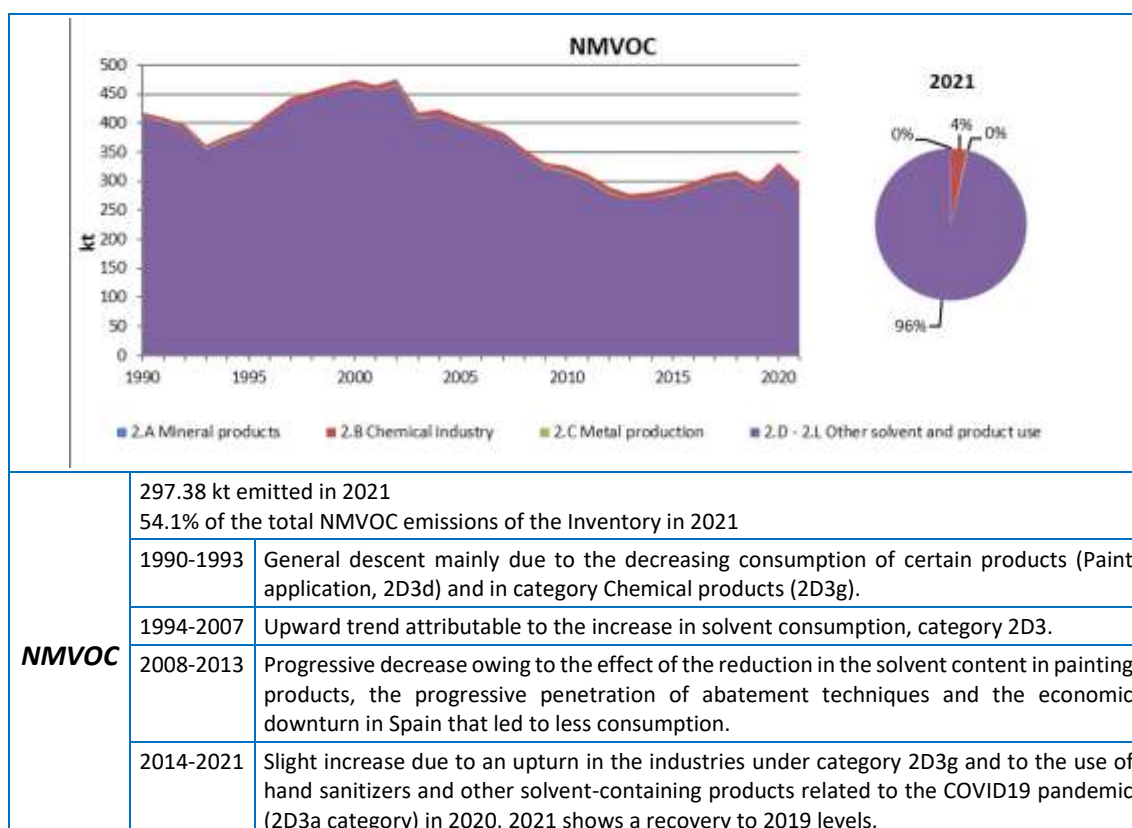 NMVOC
500
450
400
350
300
250
200
150
100
50
0
kt
1990
1995
2000
2005
2010
2015
2020
2021
0%
4%
0%
96%
2.A Mineral products
2.B Chemical Industry
2.C Metal production
2.D - 2.L Other solvent and product use
297.38 kt emitted in 2021
54.1% of the total NMVOC emissions of the Inventory in 2021
NMVOC
1990-1993
General descent mainly due to the decreasing consumption of certain products (Paint
application, 2D3d) and in category Chemical products (2D3g).
1994-2007
Upward trend attributable to the increase in solvent consumption, category 2D3.
2008-2013
Progressive decrease owing to the effect of the reduction in the solvent content in painting
products, the progressive penetration of abatement techniques and the economic
downturn in Spain that led to less consumption.
2014-2021
Slight increase due to an upturn in the industries under category 2D3g and to the use of
hand sanitizers and other solvent-containing products related to the COVID19 pandemic
(2D3a category) in 2020. 2021 shows a recovery to 2019 levels.